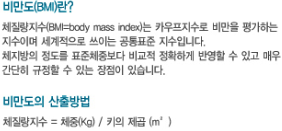 비만도(BMI)란?
체질량지수(BMI=body mass index)는 카우프지수로 비만을 평가하는
지수이며 세계적으로 쓰이는 공통표준 지수입니다.
체지방의 정도를 표준체중보다 비교적 정확하게 반영할 수 있고 매우
간단히 규정할 수 있는 장점이 있습니다.
비만도의 산출방법
체질량지수 = 체중(Kg) / 키의 제곱 (㎡)